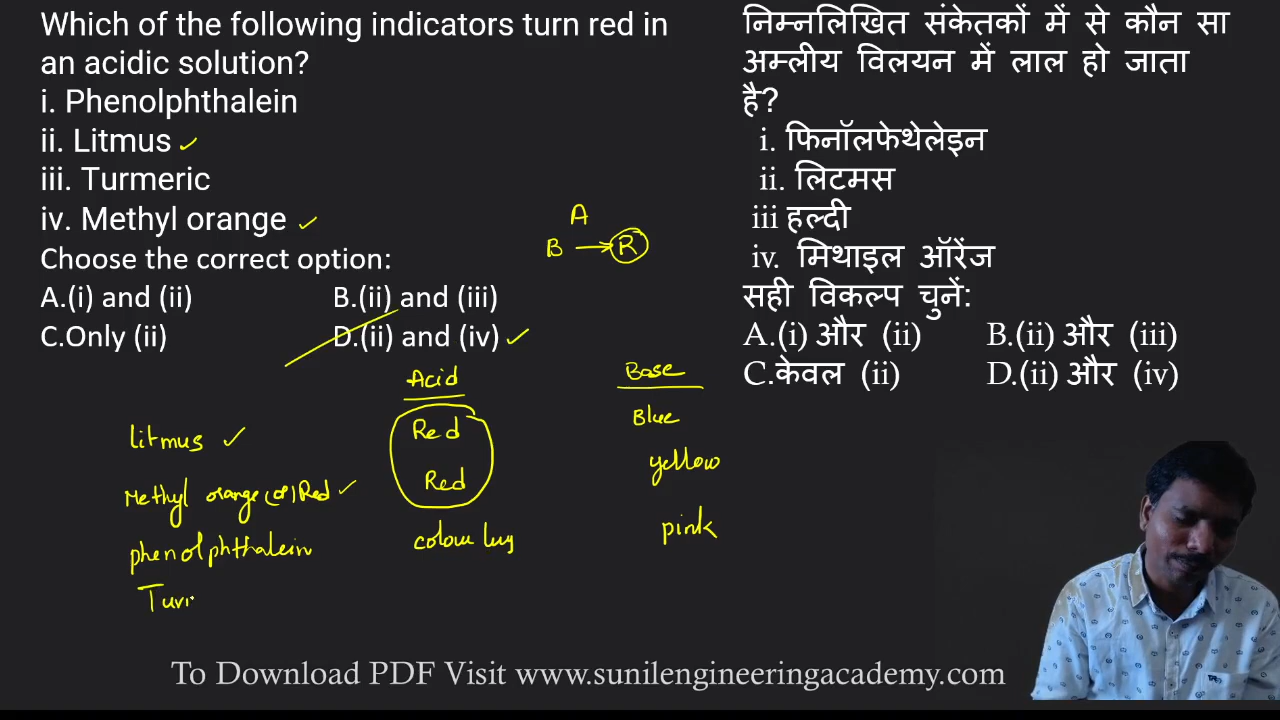 Which of the following indicators turn red in
an acidic solution?
i. Phenolphthalein
ii. Litmus
iii. Turmeric
iv. Methyl orange
Choose the correct option:
A.(i) and (ii) B.(ii) and (iii)
C.Only (ii) D.(ii) and (iv)
निम्नलिखित संकेतकों में से कौन सा
अम्लीय विलयन में लाल हो जाता
है?
i. फिनॉलफेथेलेइन
ii. लिटमस
iii हल्दी
iv. मिथाइल ऑरेंज
सही विकल्प चुनें:
A.(i) और (ii) B.(ii) और (iii)
C.केवल (ii) D.(ii) और (iv)
A
B → R
Acid Base
Litmus Red Blue
Methyl orange (or) Red Red yellow
phenolphthalein pink
Tur
To Download PDF Visit www.sunilengineeringacademy.com